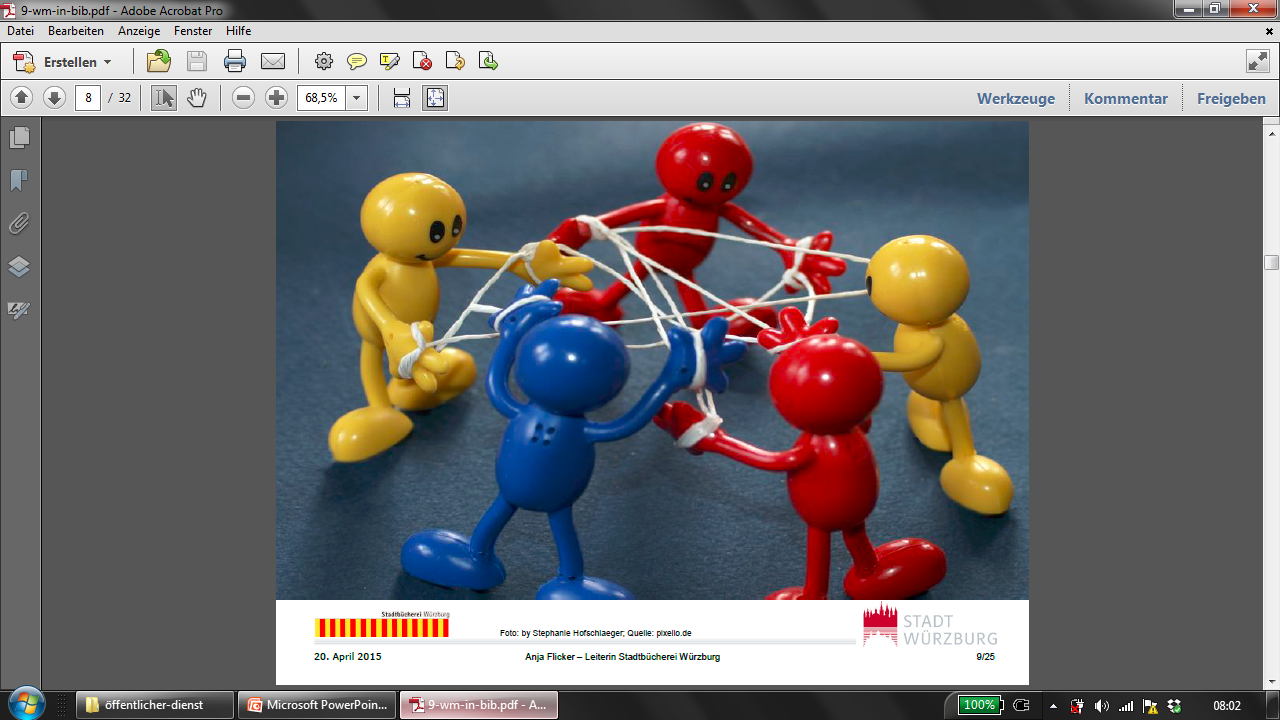 9-wm-in-bib.pdf - Adobe Acrobat Pro
Datei Bearbeiten Anzeige Fenster Hilfe
Erstellen
8 / 32 68,5% Werkzeuge Kommentar Freigeben
Stadtbücherei Würzburg
Foto: by Stephanie Hofschlaeger; Quelle: pixelio.de
STADT
WÜRZBURG
20. April 2015 Anja Flicker – Leiterin Stadtbücherei Würzburg 9/25
öffentlicher-dienst Microsoft PowerPoin... 9-wm-in-bib.pdf - A... 100% 08:02